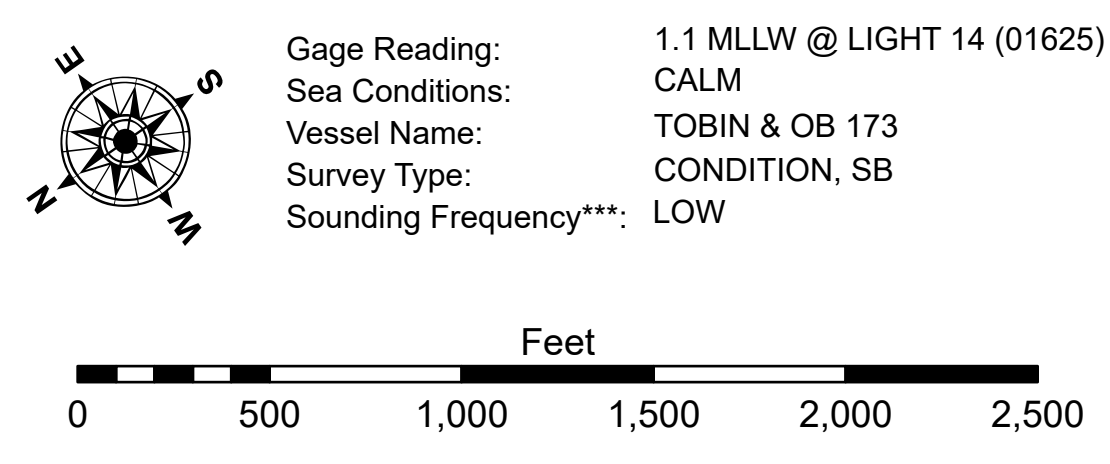 E
S
N
W
Gage Reading: 1.1 MLLW @ LIGHT 14 (01625)
Sea Conditions: CALM
Vessel Name: TOBIN & OB 173
Survey Type: CONDITION, SB
Sounding Frequency***: LOW
Feet
0 500 1,000 1,500 2,000 2,500